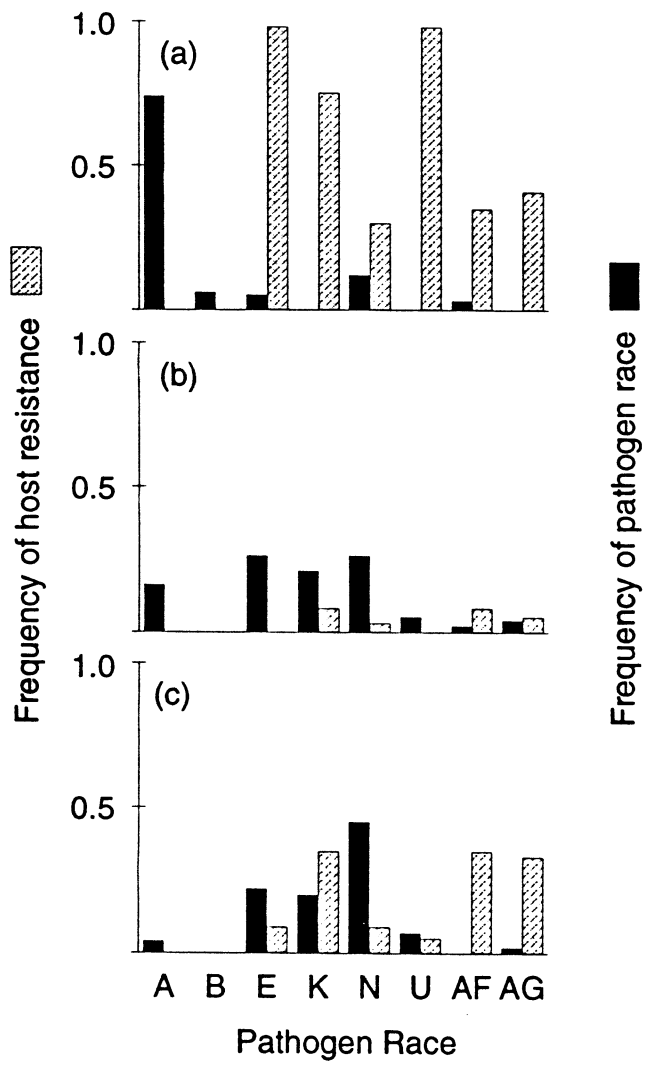 1.0
(a)
0.5
1.0
(b)
0.5
1.0
(c)
0.5
A B E K N U AF AG
Pathogen Race
Frequency of host resistance
Frequency of pathogen race